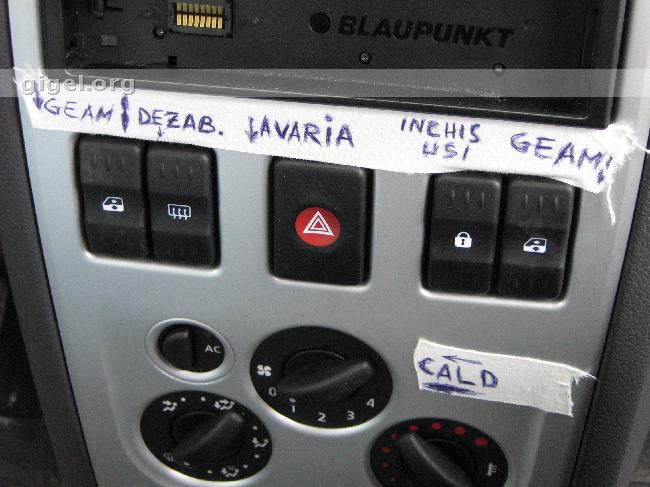 BLAUPUNKT
gigel.org
GEAM
DEZAB.
AVARIA
INCHIS
USI
GEAM
AC
0 1 2 3 4
CALD